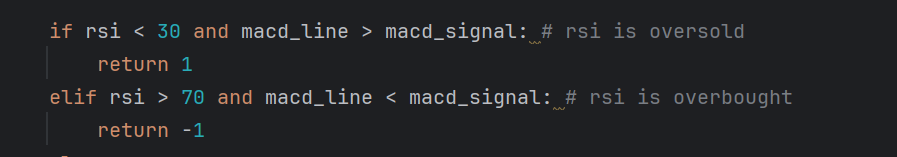 if rsi < 30 and macd_line > macd_signal: # rsi is oversold
return 1
elif rsi > 70 and macd_line < macd_signal: # rsi is overbought
return -1